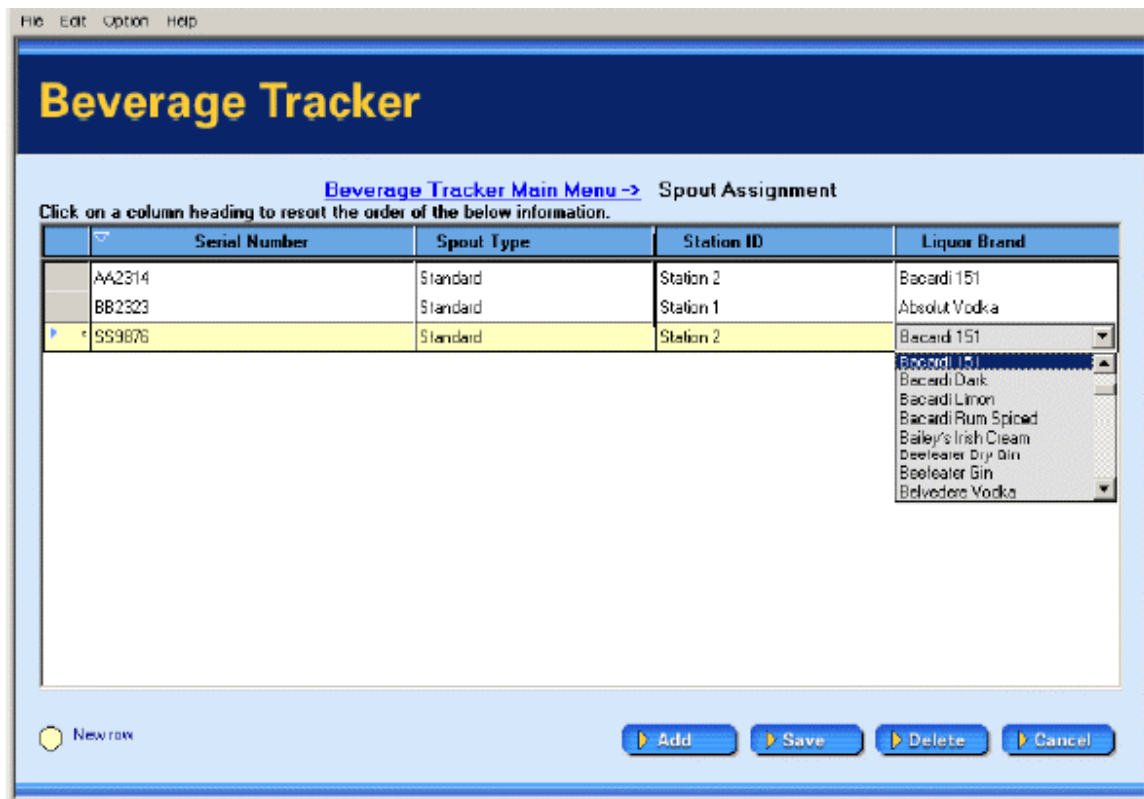 File Edit Option Help
Beverage Tracker
Beverage Tracker Main Menu -> Spout Assignment
Click on a column heading to resort the order of the below information.
Serial Number Spout Type Station ID Liquor Brand
AA2314 Standard Station 2 Bacardi 151
BB2323 Standard Station 1 Absolut Vodka
SS9876 Standard Station 2 Bacardi 151
Bacardi 151
Bacardi Dark
Bacardi Limon
Bacardi Rum Spiced
Bailey's Irish Cream
Beefeater Dry Gin
Beefeater Gin
Belvedere Vodka
New row
Add Save Delete Cancel